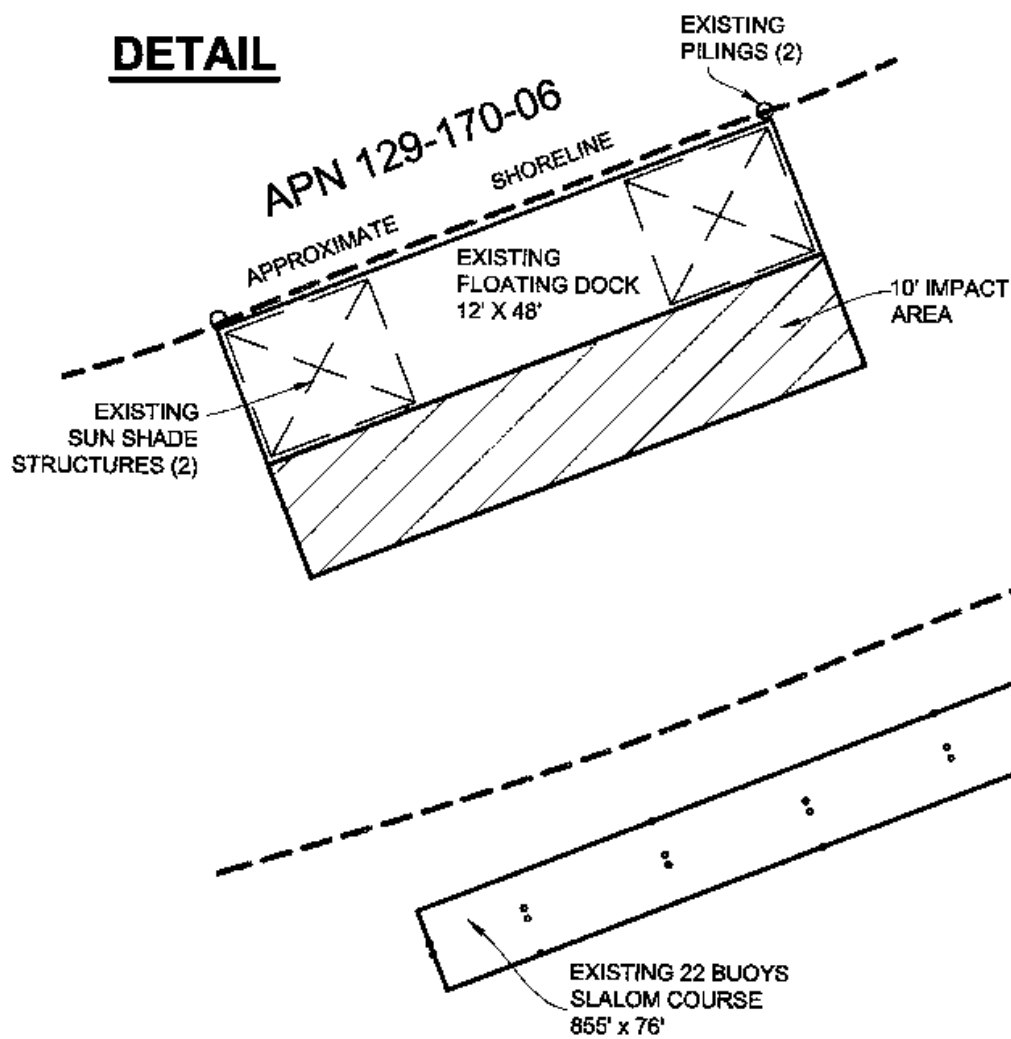 DETAIL
EXISTING
PILINGS (2)
APN 129-170-06
APPROXIMATE SHORELINE
EXISTING
FLOATING DOCK
12' X 48'
10' IMPACT
AREA
EXISTING
SUN SHADE
STRUCTURES (2)
EXISTING 22 BUOYS
SLALOM COURSE
855' x 76'